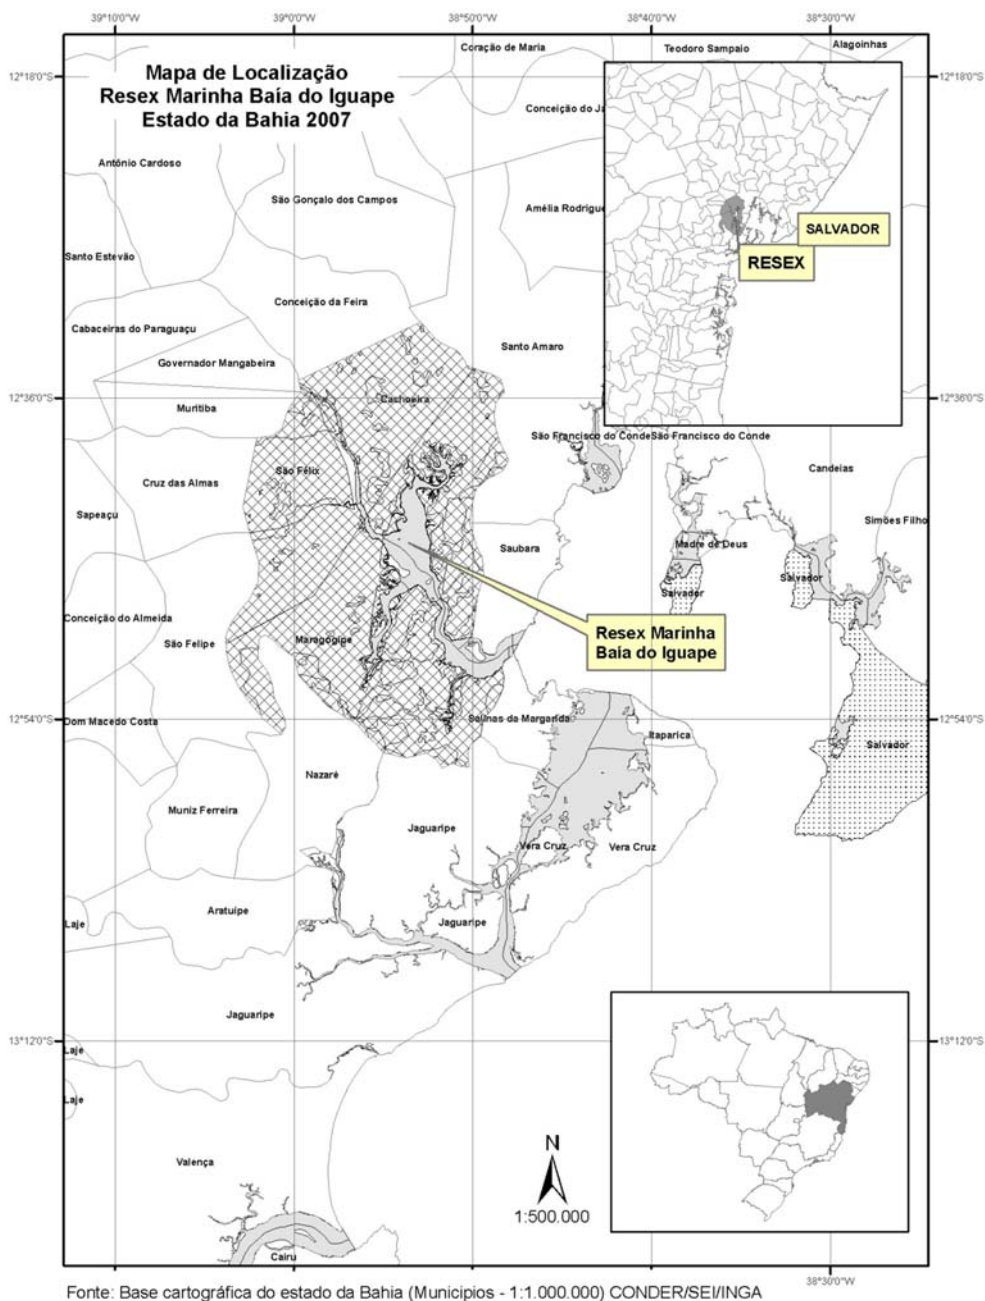 39°10'0"W
39°0'0"W
38°50'0"W
38°40'0"W
38°30'0"W
Coração de Maria
Teodoro Sampaio
Alagoinhas
12°18'0"S
12°18'0"S
Mapa de Localização
Resex Marinha Baía do Iguape
Estado da Bahia 2007
Conceição do Ja
António Cardoso
São Gonçalo dos Campos
Amélia Rodrigue
SALVADOR
RESEX
Santo Estevão
Conceição da Feira
Cabaceiras do Paraguaçu
Santo Amaro
Governador Mangabeira
12°36'0"S
12°36'0"S
Cachoeira
Muritiba
São Francisco do Conde
São Francisco do Conde
São Félix
Candeias
Cruz das Almas
Sapeaçu
Simões Filho
Saubara
Madre de Deus
Salvador
Salvador
Conceição do Almeida
São Felipe
Maragogipe
Resex Marinha
Baia do Iguape
12°54'0"S
12°54'0"S
Dom Macedo Costa
Salinas da Margarida
Itaparica
Salvador
Nazaré
Muniz Ferreira
Jaguaripe
Vera Cruz
Vera Cruz
Aratuípe
Jaguaripe
Laje
Jaguaripe
13°12'0"S
13°12'0"S
Laje
Laje
Valença
N
1:500.000
Cairu
38°30'0"W
Fonte: Base cartográfica do estado da Bahia (Municipios - 1:1.000.000) CONDER/SEI/INGA